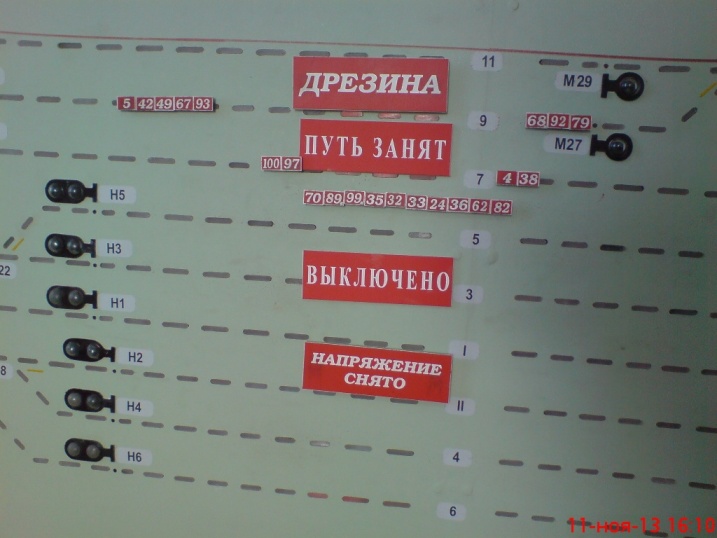 11
М29
ДРЕЗИНА
5 42 49 67 93
9
68 92 79
М27
ПУТЬ ЗАНЯТ
100 97
7
4 38
Н5
70 89 99 35 32 33 24 36 62 82
5
Н3
22
ВЫКЛЮЧЕНО
3
Н1
I
Н2
НАПРЯЖЕНИЕ
СНЯТО
8
II
Н4
4
Н6
6
11-ноя-13 16:10